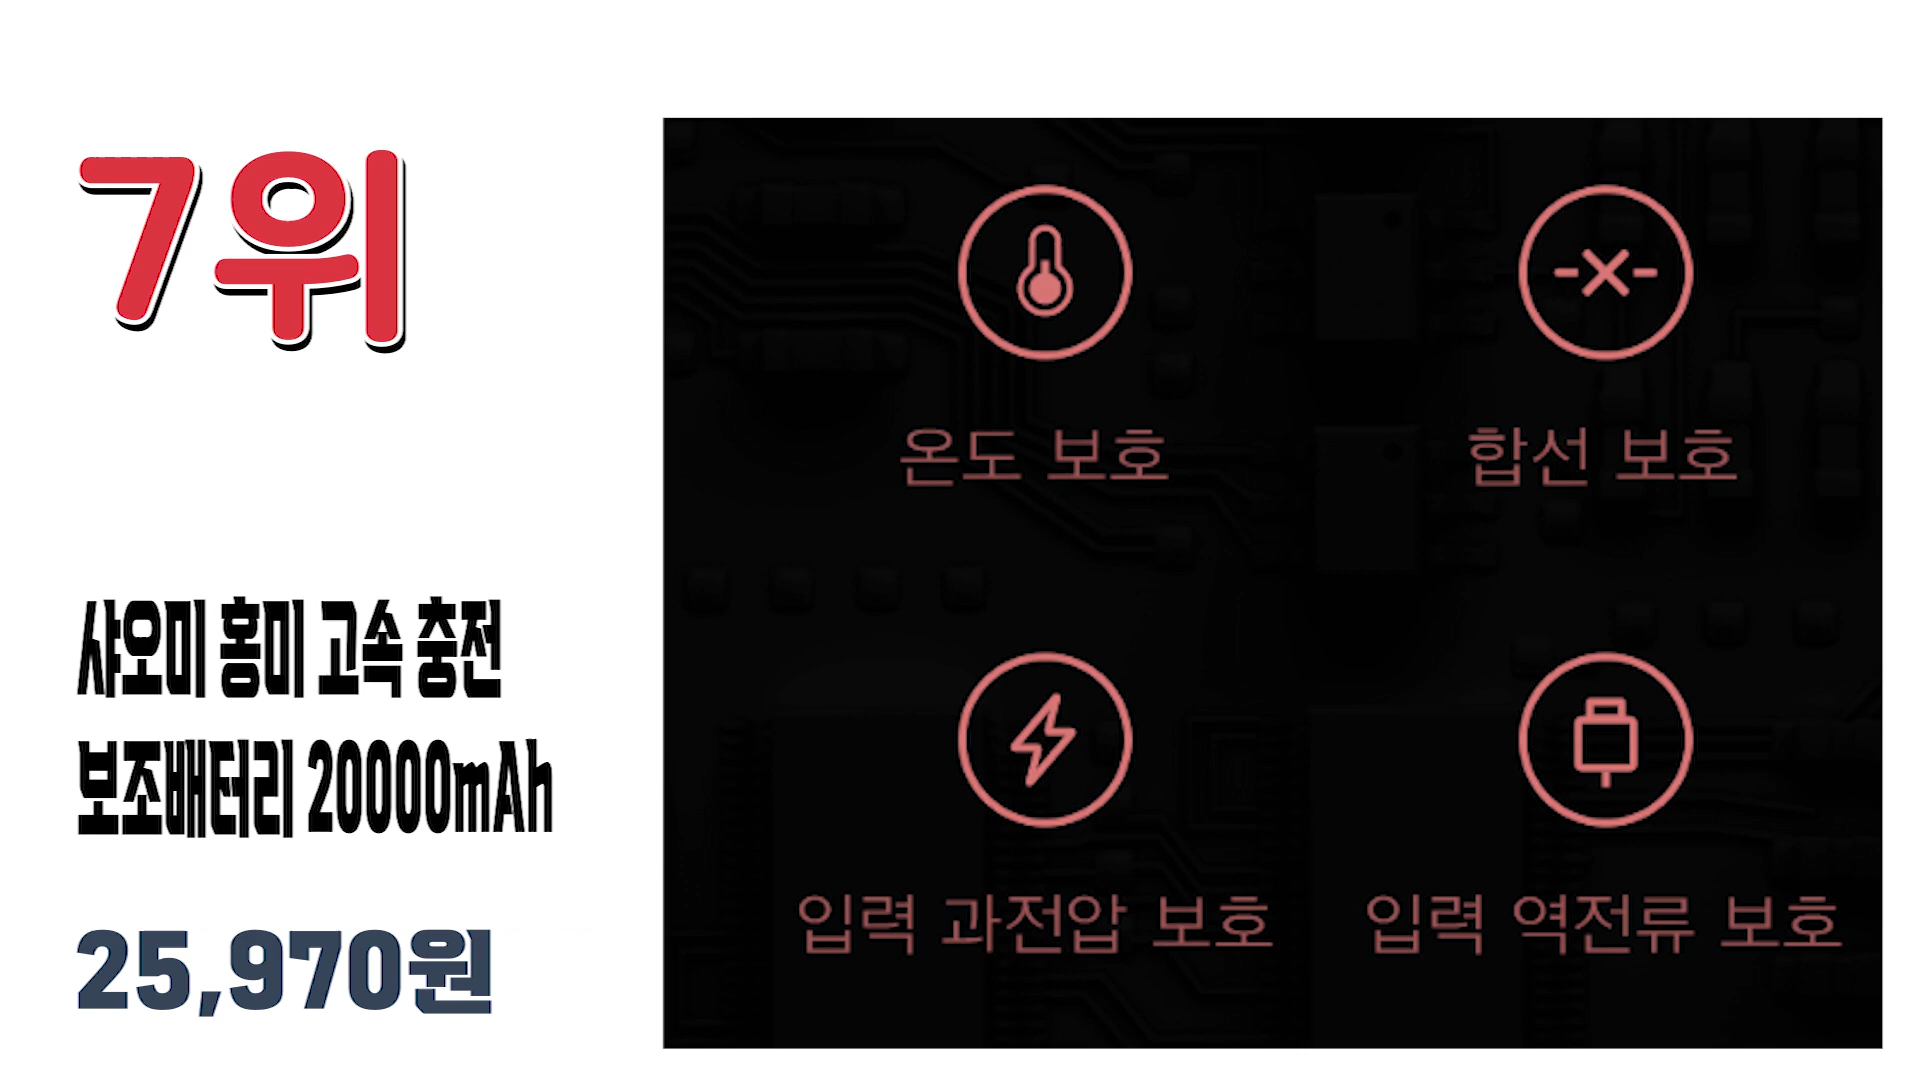 7위
샤오미 홍미 고속 충전
보조배터리 20000mAh
25,970원
온도 보호
합선 보호
입력 과전압 보호
입력 역전류 보호